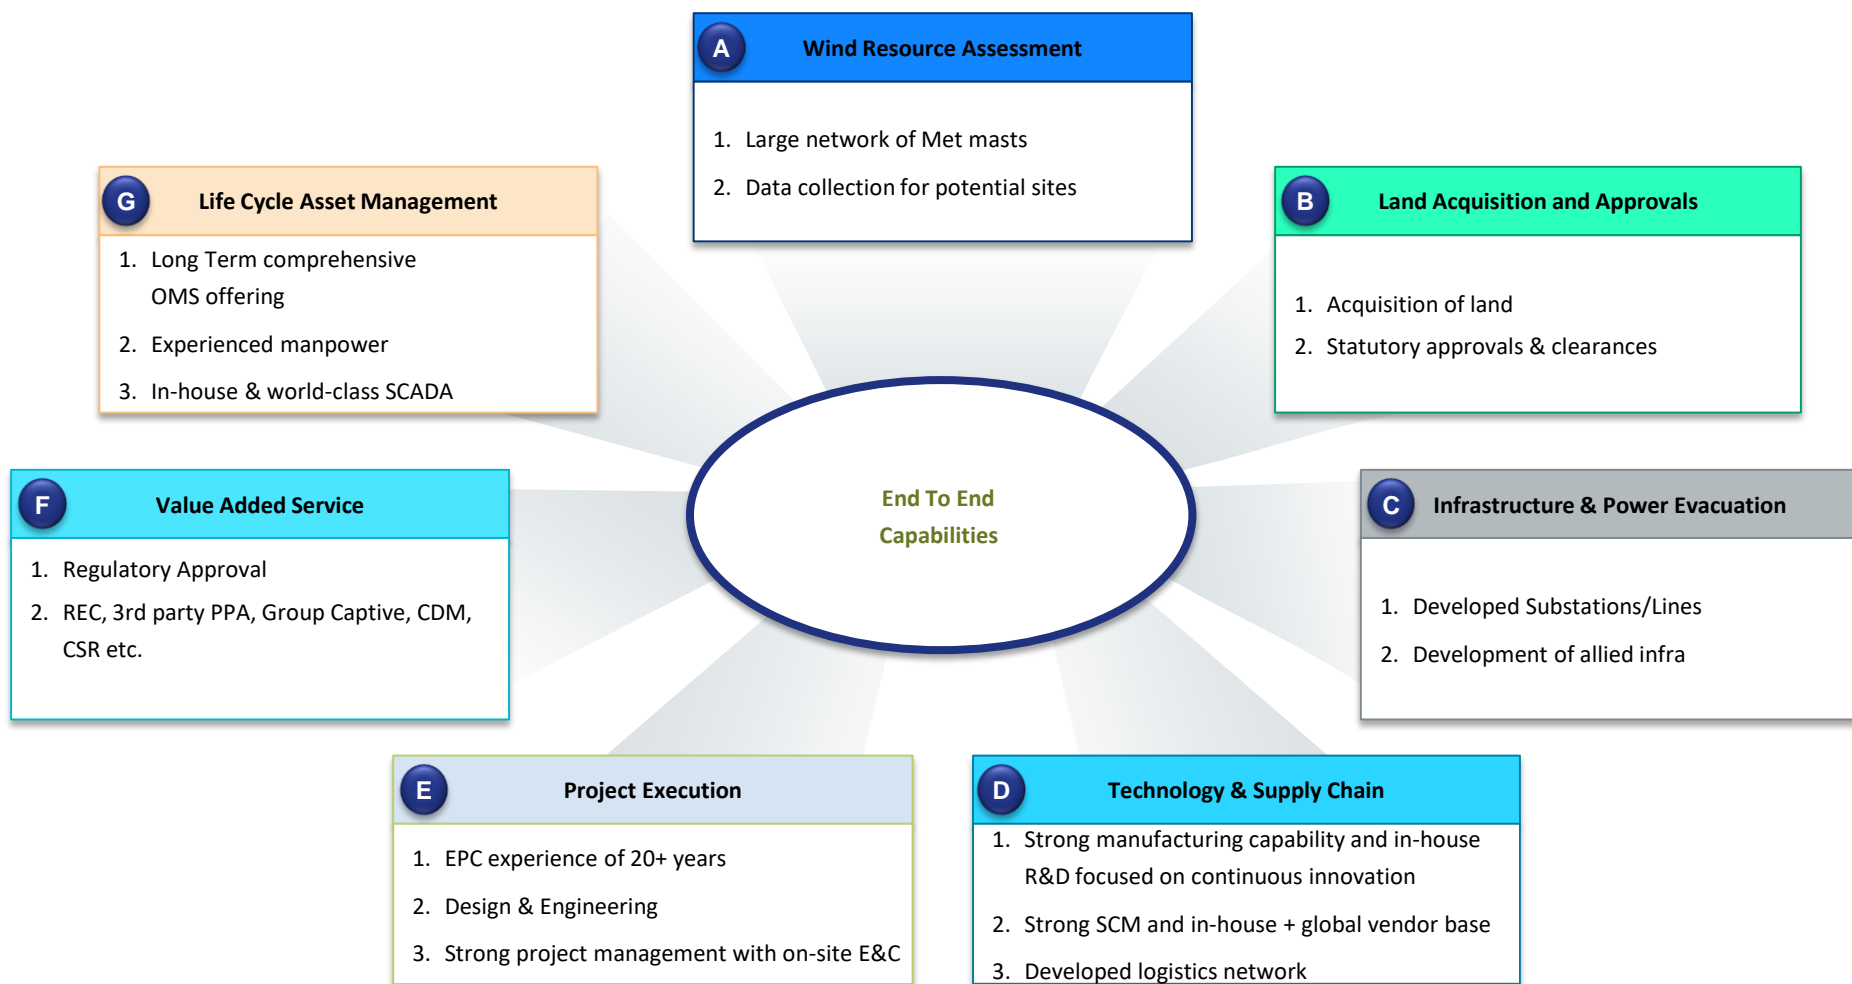 A
Wind Resource Assessment
1. Large network of Met masts
2. Data collection for potential sites
B
Land Acquisition and Approvals
1. Acquisition of land
2. Statutory approvals & clearances
C
Infrastructure & Power Evacuation
1. Developed Substations/Lines
2. Development of allied infra
D
Technology & Supply Chain
1. Strong manufacturing capability and in-house
R&D focused on continuous innovation
2. Strong SCM and in-house + global vendor base
3. Developed logistics network
E
Project Execution
1. EPC experience of 20+ years
2. Design & Engineering
3. Strong project management with on-site E&C
F
Value Added Service
1. Regulatory Approval
2. REC, 3rd party PPA, Group Captive, CDM,
CSR etc.
G
Life Cycle Asset Management
1. Long Term comprehensive
OMS offering
2. Experienced manpower
3. In-house & world-class SCADA
End To End
Capabilities